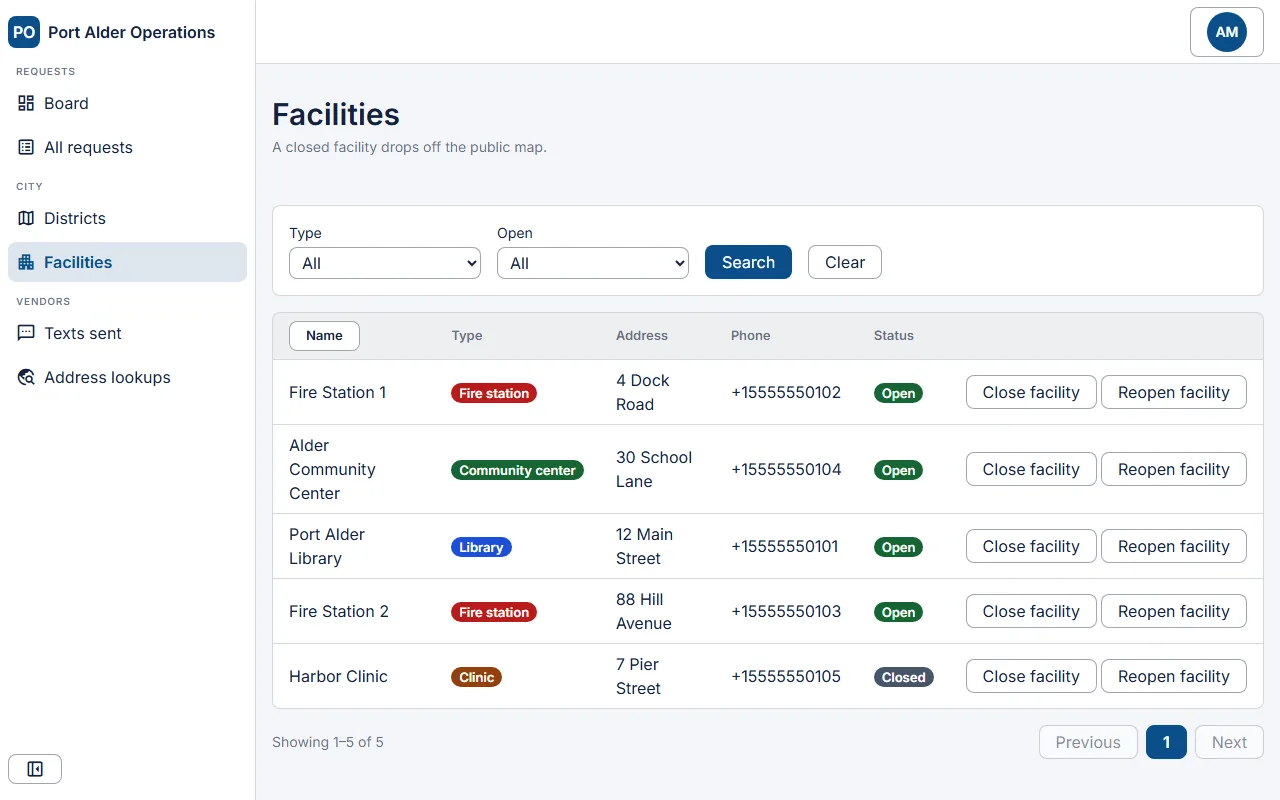 PO Port Alder Operations
AM
REQUESTS
Board
All requests
CITY
Districts
Facilities
VENDORS
Texts sent
Address lookups
Facilities
A closed facility drops off the public map.
Type
Open
All
All
Search
Clear
Name Type Address Phone Status
Fire Station 1 Fire station 4 Dock
Road +15555550102 Open Close facility Reopen facility
Alder
Community
Center Community center 30 School
Lane +15555550104 Open Close facility Reopen facility
Port Alder
Library Library 12 Main
Street +15555550101 Open Close facility Reopen facility
Fire Station 2 Fire station 88 Hill
Avenue +15555550103 Open Close facility Reopen facility
Harbor Clinic Clinic 7 Pier
Street +15555550105 Closed Close facility Reopen facility
Showing 1–5 of 5
Previous 1 Next